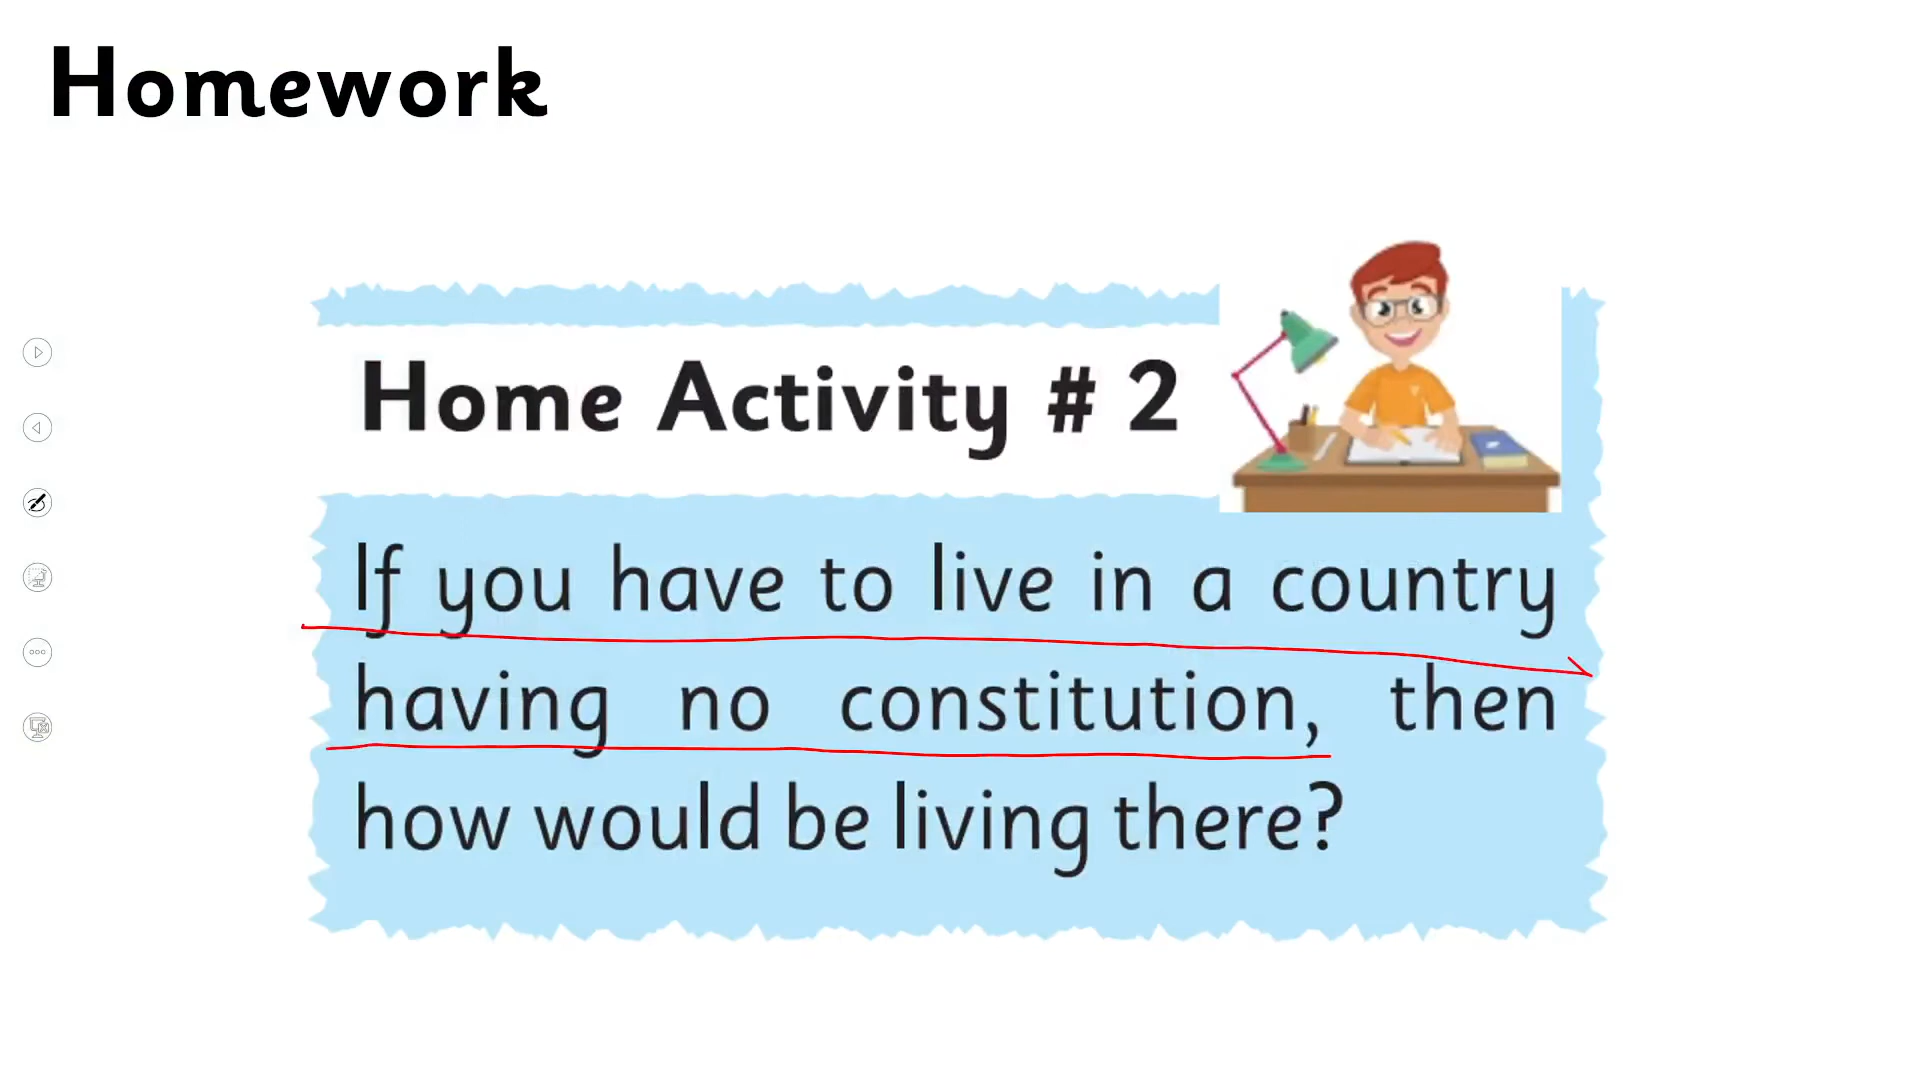 Homework
Home Activity # 2
If you have to live in a country
having no constitution, then
how would be living there?